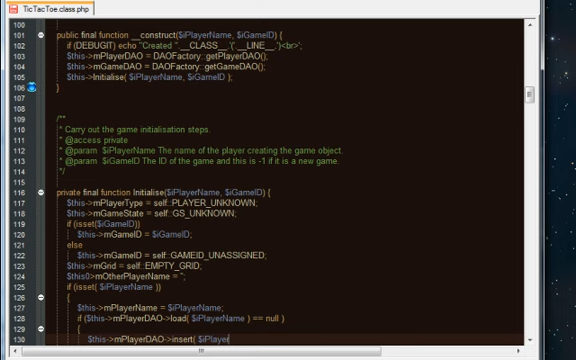 TicTacToe.class.php
100
101 public final function __construct($iPlayerName, $iGameID) {
102 if (DEBUGIT) echo "Created ".__CLASS__.'('.__LINE__.')<br>';
103 $this->mPlayerDAO = DAOFactory::getPlayerDAO();
104 $this->mGameDAO = DAOFactory::getGameDAO();
105 $this->Initialise( $iPlayerName, $iGameID );
106 }
107
108
109 /**
110 * Carry out the game initialisation steps.
111 * @access private
112 * @param $iPlayerName The name of the player creating the game object.
113 * @param $iGameID The ID of the game and this is -1 if it is a new game.
114 */
115
116 private final function Initialise($iPlayerName, $iGameID) {
117 $this->mPlayerType = self::PLAYER_UNKNOWN;
118 $this->mGameState = self::GS_UNKNOWN;
119 if (isset($iGameID))
120 $this->mGameID = $iGameID;
121 else
122 $this->mGameID = self::GAMEID_UNASSIGNED;
123 $this->mGrid = self::EMPTY_GRID;
124 $this0>mOtherPlayerName = '';
125 if (isset( $iPlayerName ))
126 {
127 $this->mPlayerName = $iPlayerName;
128 if ($this->mPlayerDAO->load( $iPlayerName ) == null )
129 {
130 $this->mPlayerDAO->insert( $iPlayer